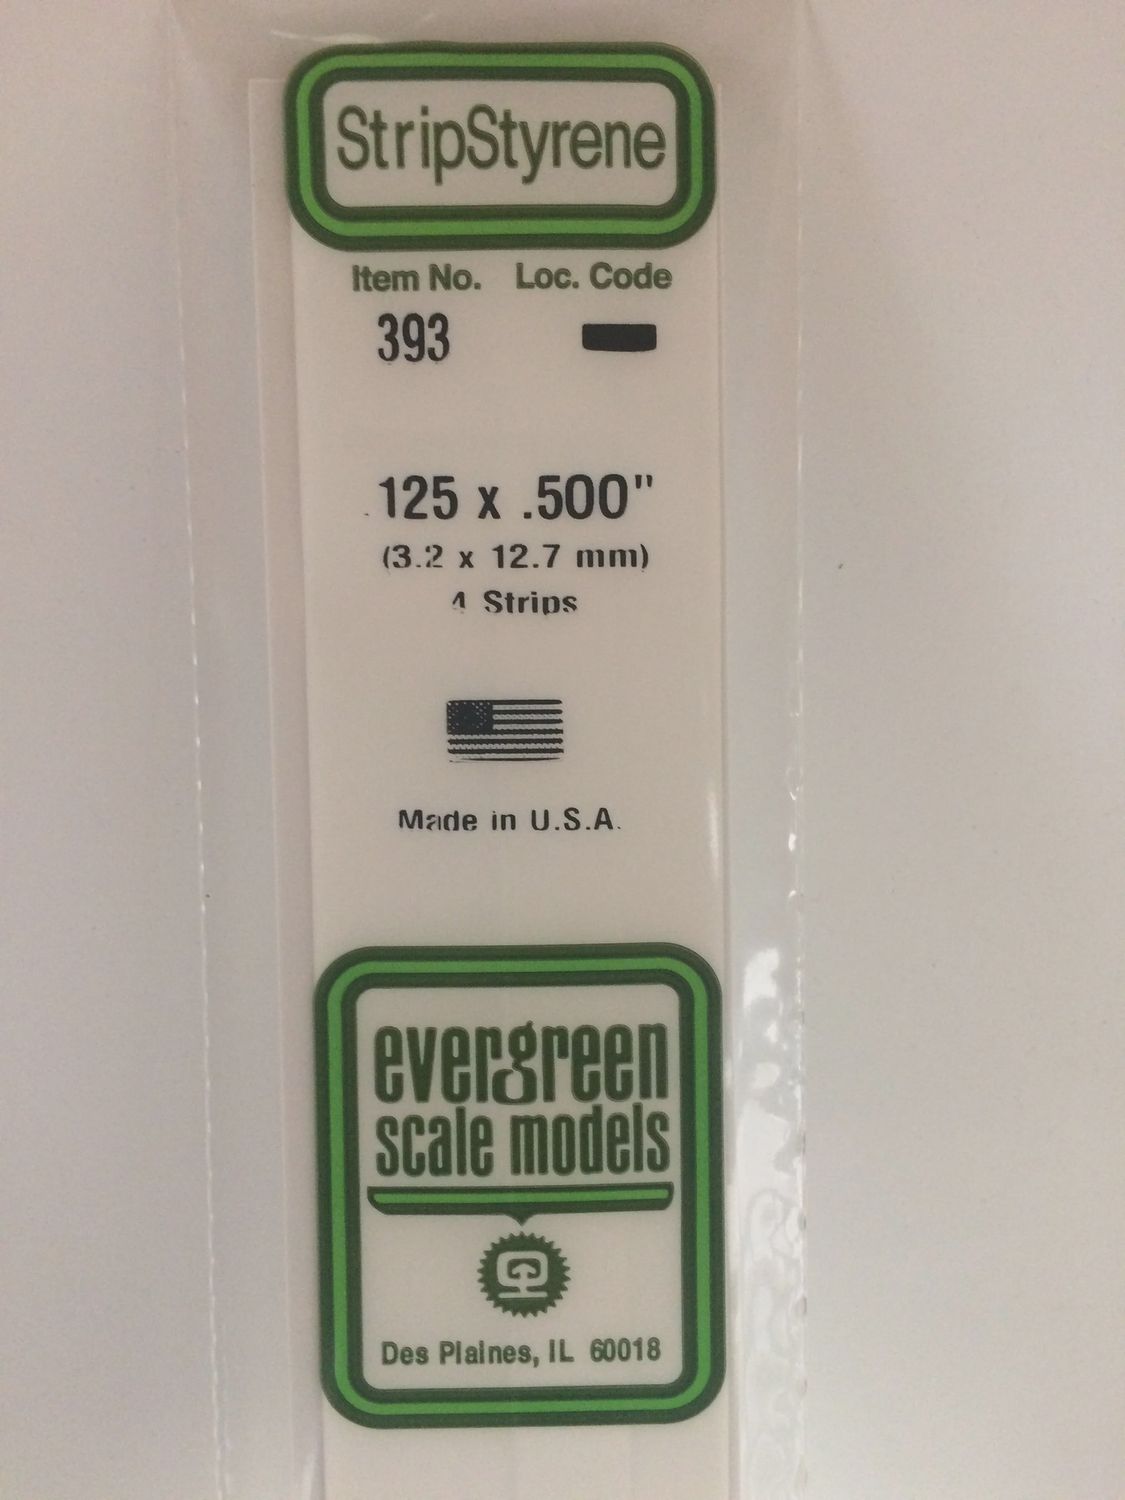 StripStyrene
Item No. Loc. Code
393
.125 x .500"
(3.2 x 12.7 mm)
4 Strips
Made in U.S.A.
evergreen
scale models
Des Plaines, IL 60018